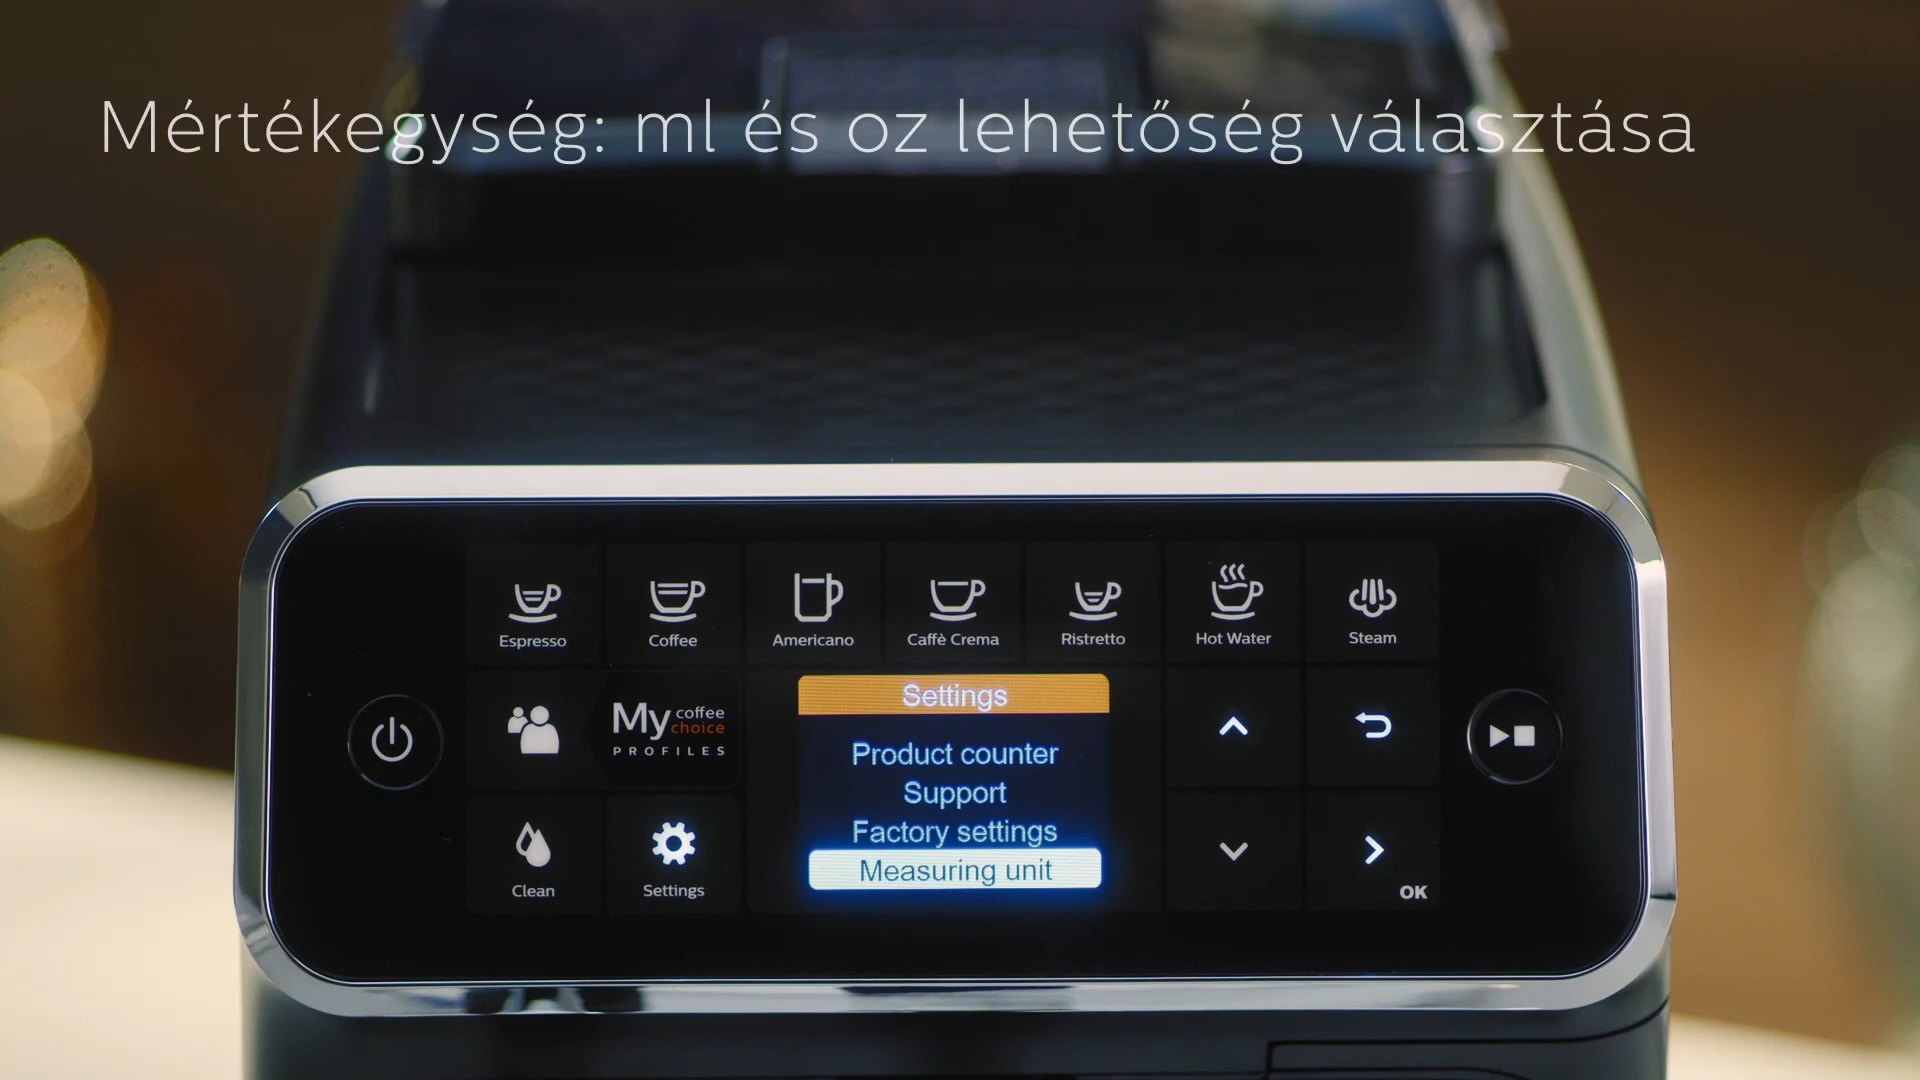 Mértékegység: ml és oz lehetőség választása
Espresso
Coffee
Americano
Caffè Crema
Ristretto
Hot Water
Steam
My coffee choice
PROFILES
Settings
Product counter
Support
Factory settings
Measuring unit
Clean
Settings
OK